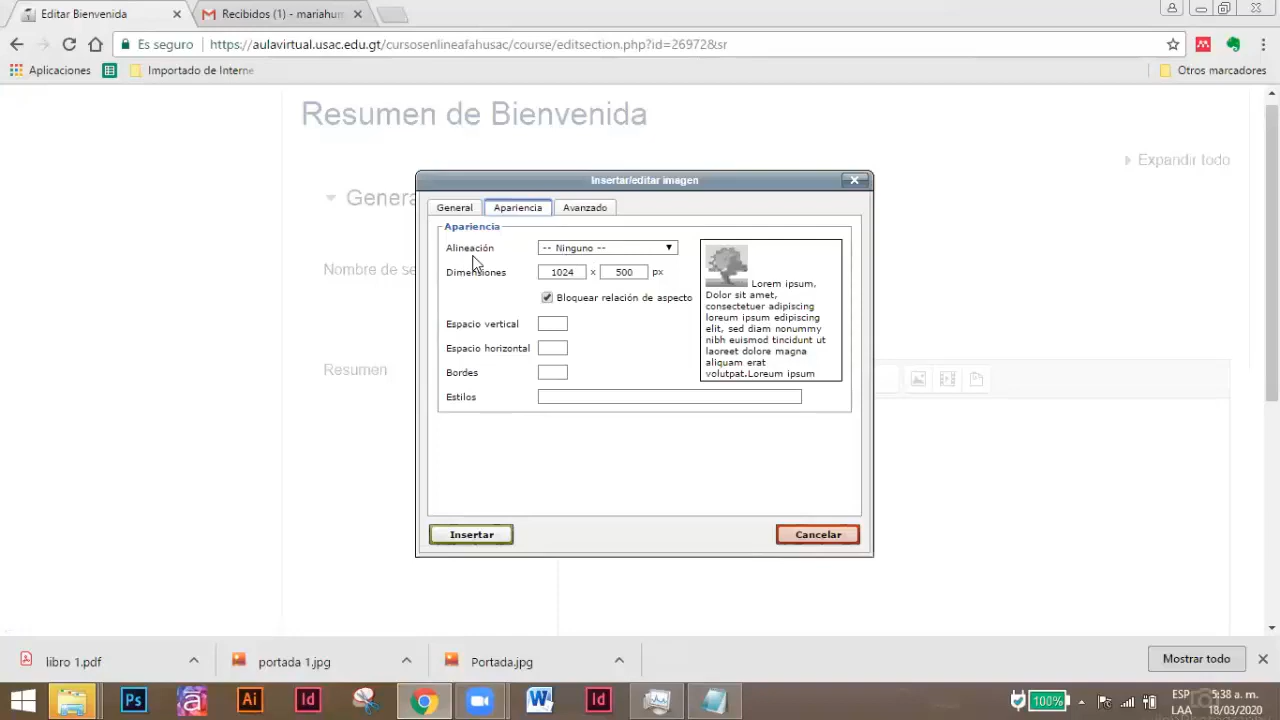 Editar Bienvenida
Recibidos (1) - mariahum
Es seguro
https://aulavirtual.usac.edu.gt/cursosenlineafahusac/course/editsection.php?id=26972&sr
Aplicaciones
Importado de Interne
Otros marcadores
Resumen de Bienvenida
Expandir todo
General
Nombre de se
Resumen
Insertar/editar imagen
General
Apariencia
Avanzado
Apariencia
Alineación
-- Ninguno --
Dimensiones
1024 x 500 px
Bloquear relación de aspecto
Espacio vertical
Espacio horizontal
Bordes
Estilos
Lorem ipsum,
Dolor sit amet,
consectetuer adipiscing
loreum ipsum edipiscing
elit, sed diam nonummy
nibh euismod tincidunt ut
laoreet dolore magna
aliquam erat
volutpat.Loreum ipsum
Insertar
Cancelar
libro 1.pdf
portada 1.jpg
Portada.jpg
Mostrar todo
Ps
Ai
Id
W
Id
100%
ESP
LAA
5:38 a. m.
18/03/2020